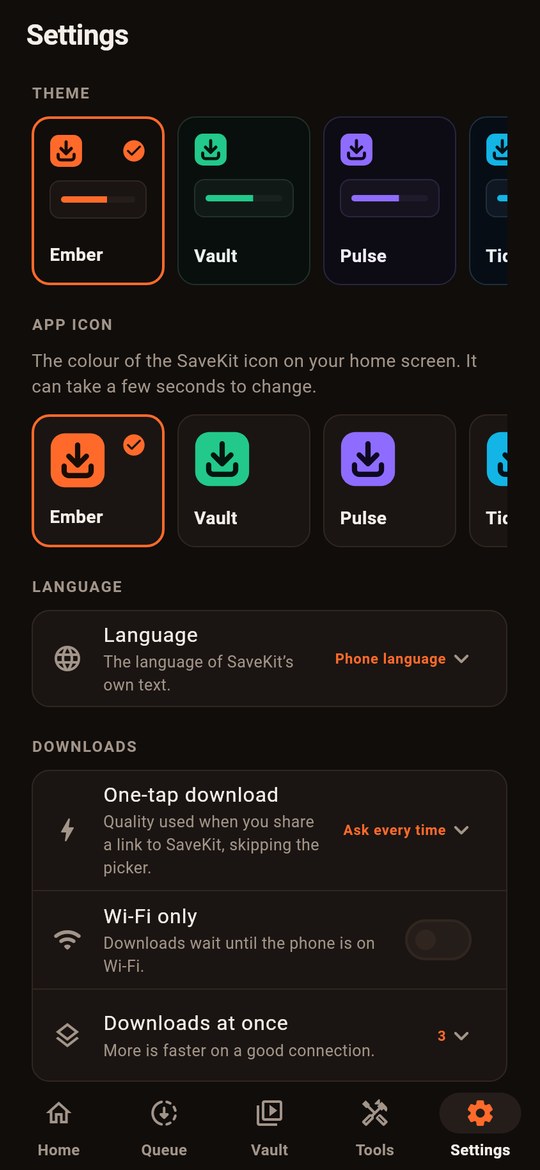 Settings
THEME
Ember
Vault
Pulse
APP ICON
The colour of the SaveKit icon on your home screen. It
can take a few seconds to change.
Ember
Vault
Pulse
LANGUAGE
Language
The language of SaveKit’s
own text.
Phone language
DOWNLOADS
One-tap download
Quality used when you share
a link to SaveKit, skipping the
picker.
Ask every time
Wi-Fi only
Downloads wait until the phone is on
Wi-Fi.
Downloads at once
More is faster on a good connection.
3
Home
Queue
Vault
Tools
Settings